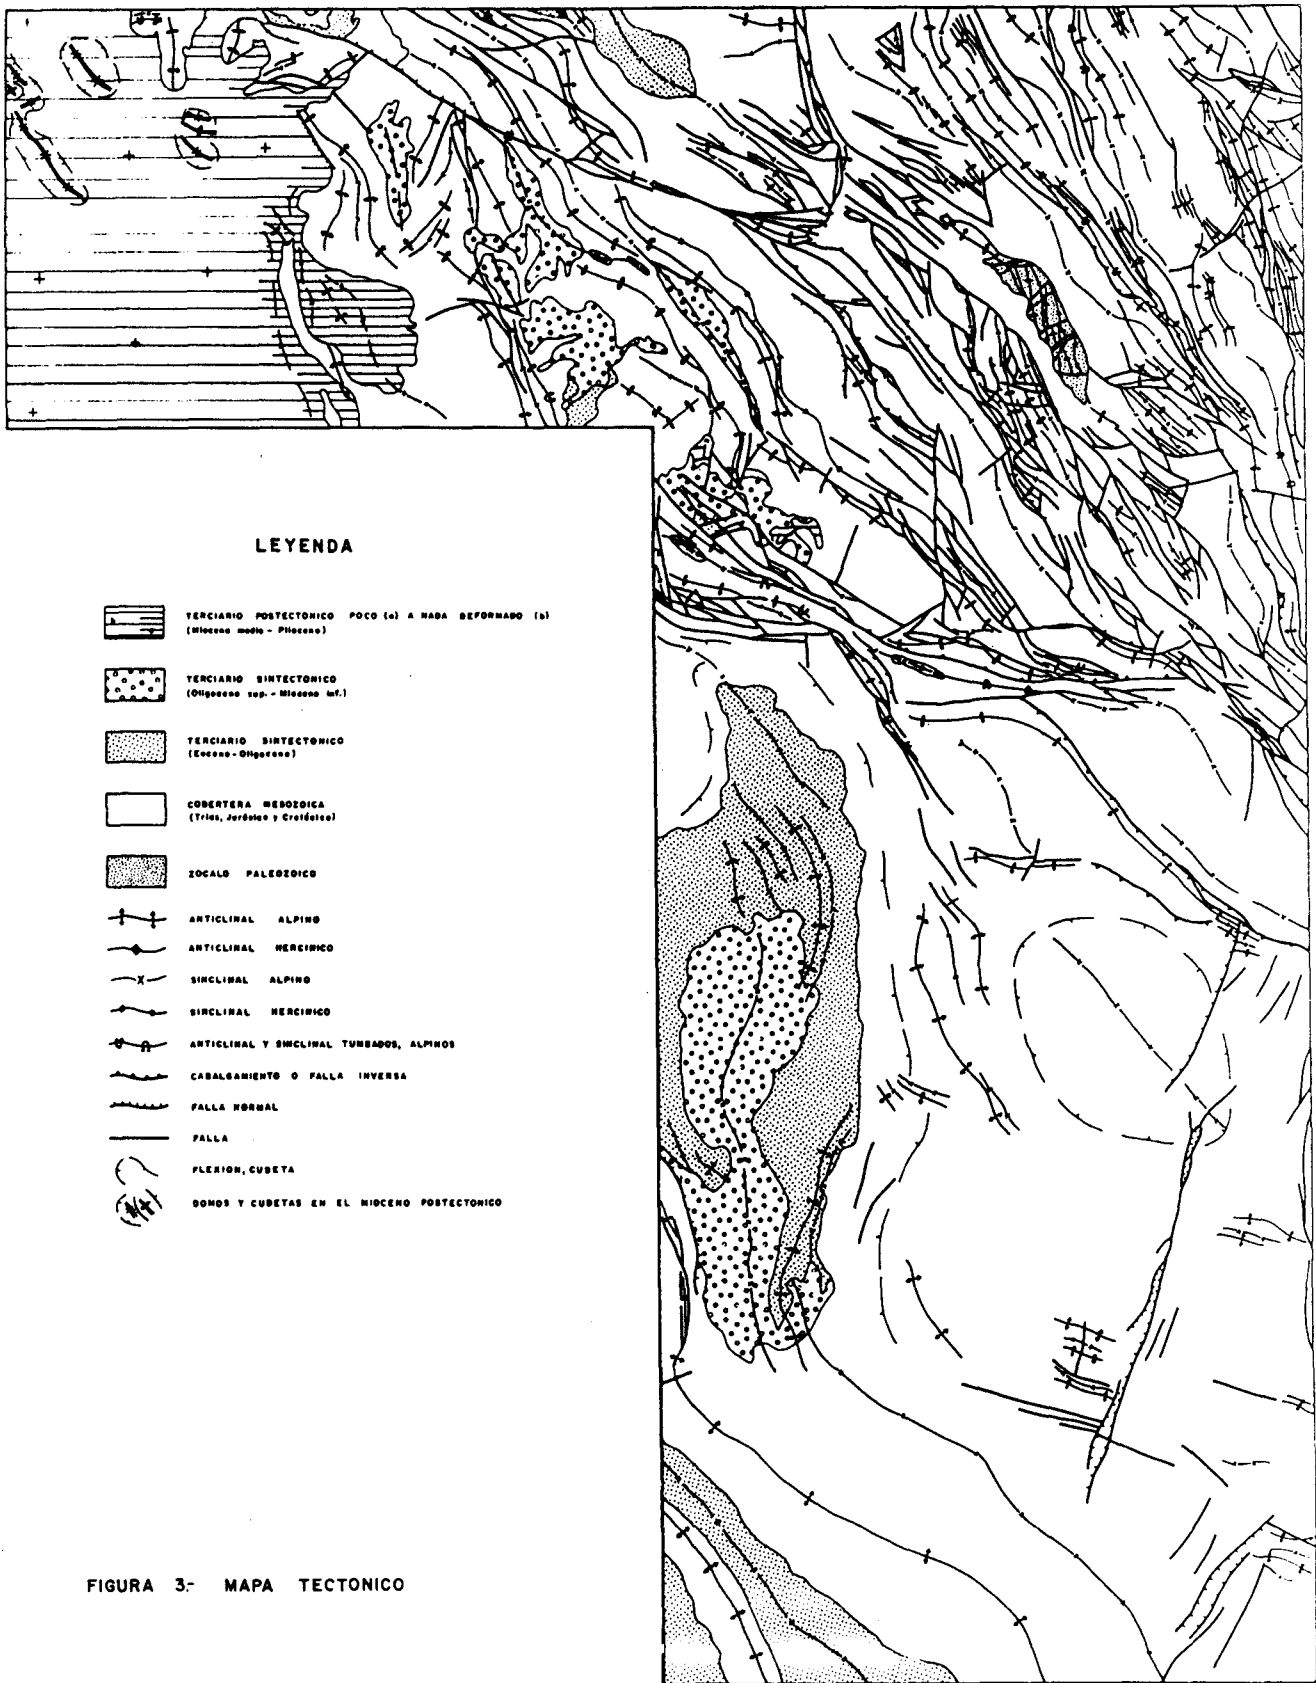 LEYENDA
TERCIARIO POSTECTONICO POCO (a) A NADA DEFORMADO (b)
(Mioceno medio - Plioceno)
TERCIARIO SINTECTONICO
(Oligoceno sup. - Mioceno inf.)
TERCIARIO SINTECTONICO
(Eoceno - Oligoceno)
COBERTERA MESOZOICA
(Trias, Jurásico y Cretácico)
ZOCALO PALEOZOICO
ANTICLINAL ALPINO
ANTICLINAL HERCINICO
SINCLINAL ALPINO
SINCLINAL HERCINICO
ANTICLINAL Y SINCLINAL TUMBADOS, ALPINOS
CABALGAMIENTO O FALLA INVERSA
FALLA NORMAL
FALLA
FLEXION, CUBETA
DOMOS Y CUBETAS EN EL MIOCENO POSTECTONICO
FIGURA 3.- MAPA TECTONICO